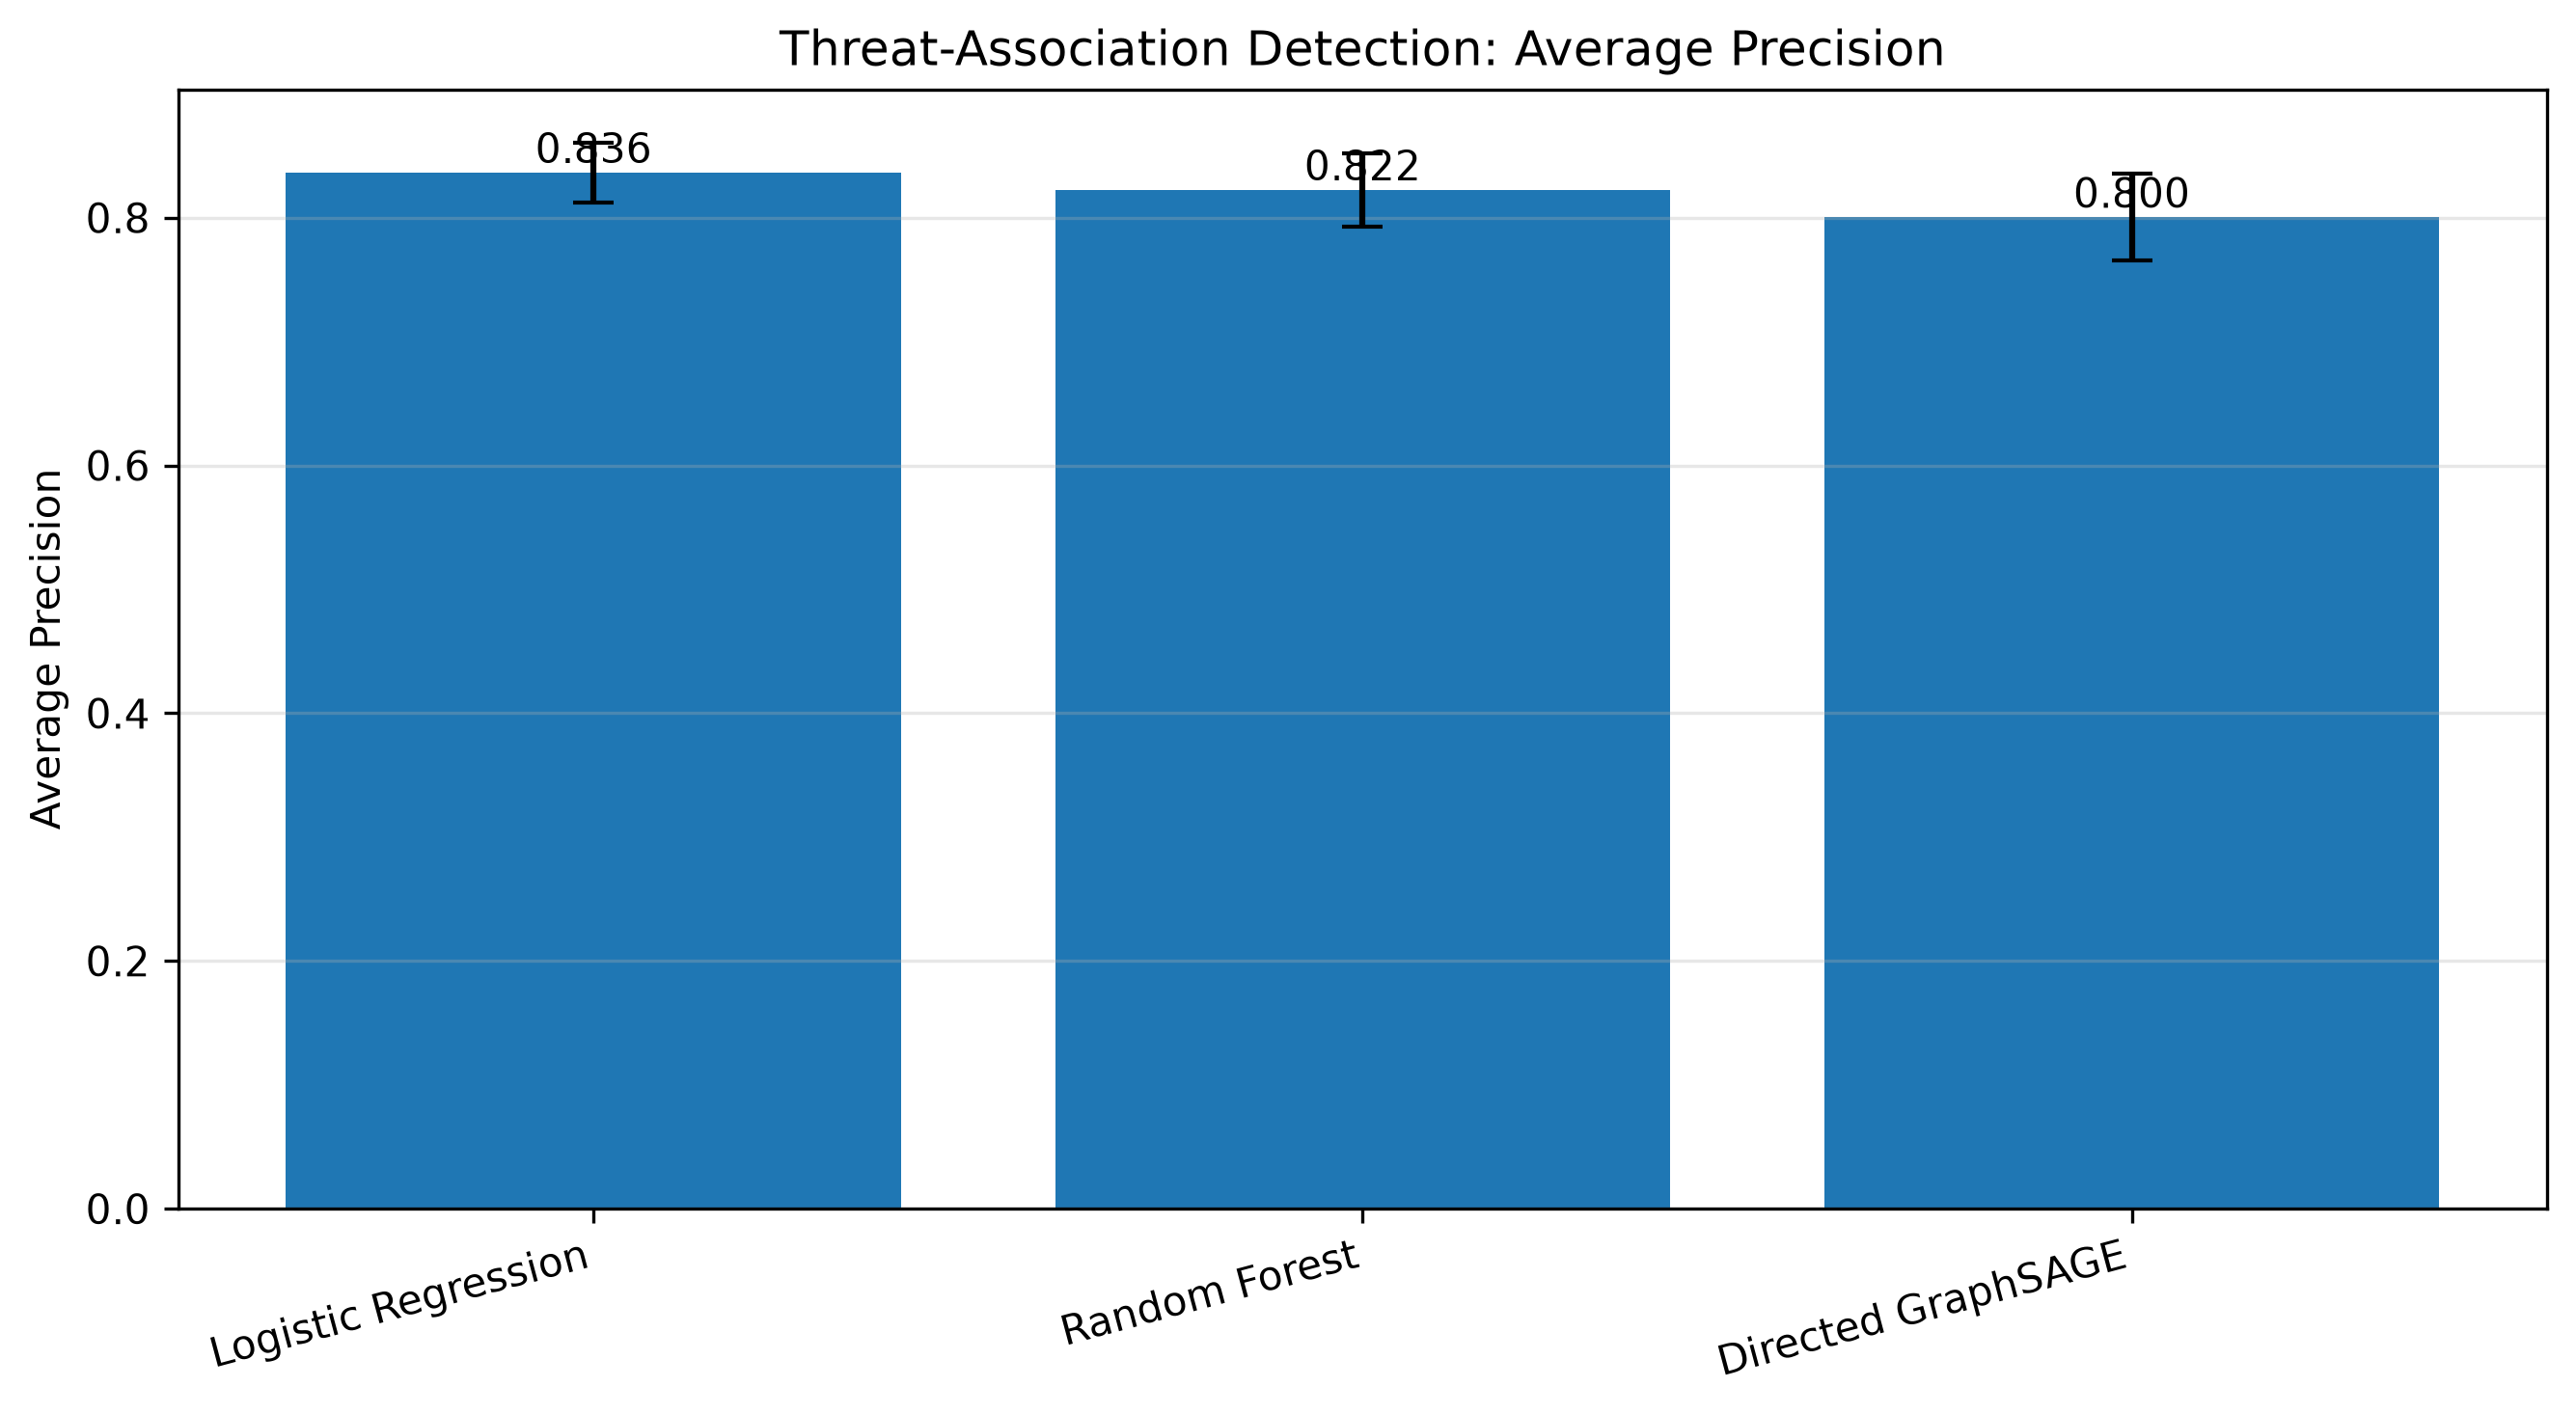 Threat-Association Detection: Average Precision
Average Precision
0.8
0.6
0.4
0.2
0.0
0.836
0.822
0.800
Logistic Regression
Random Forest
Directed GraphSAGE